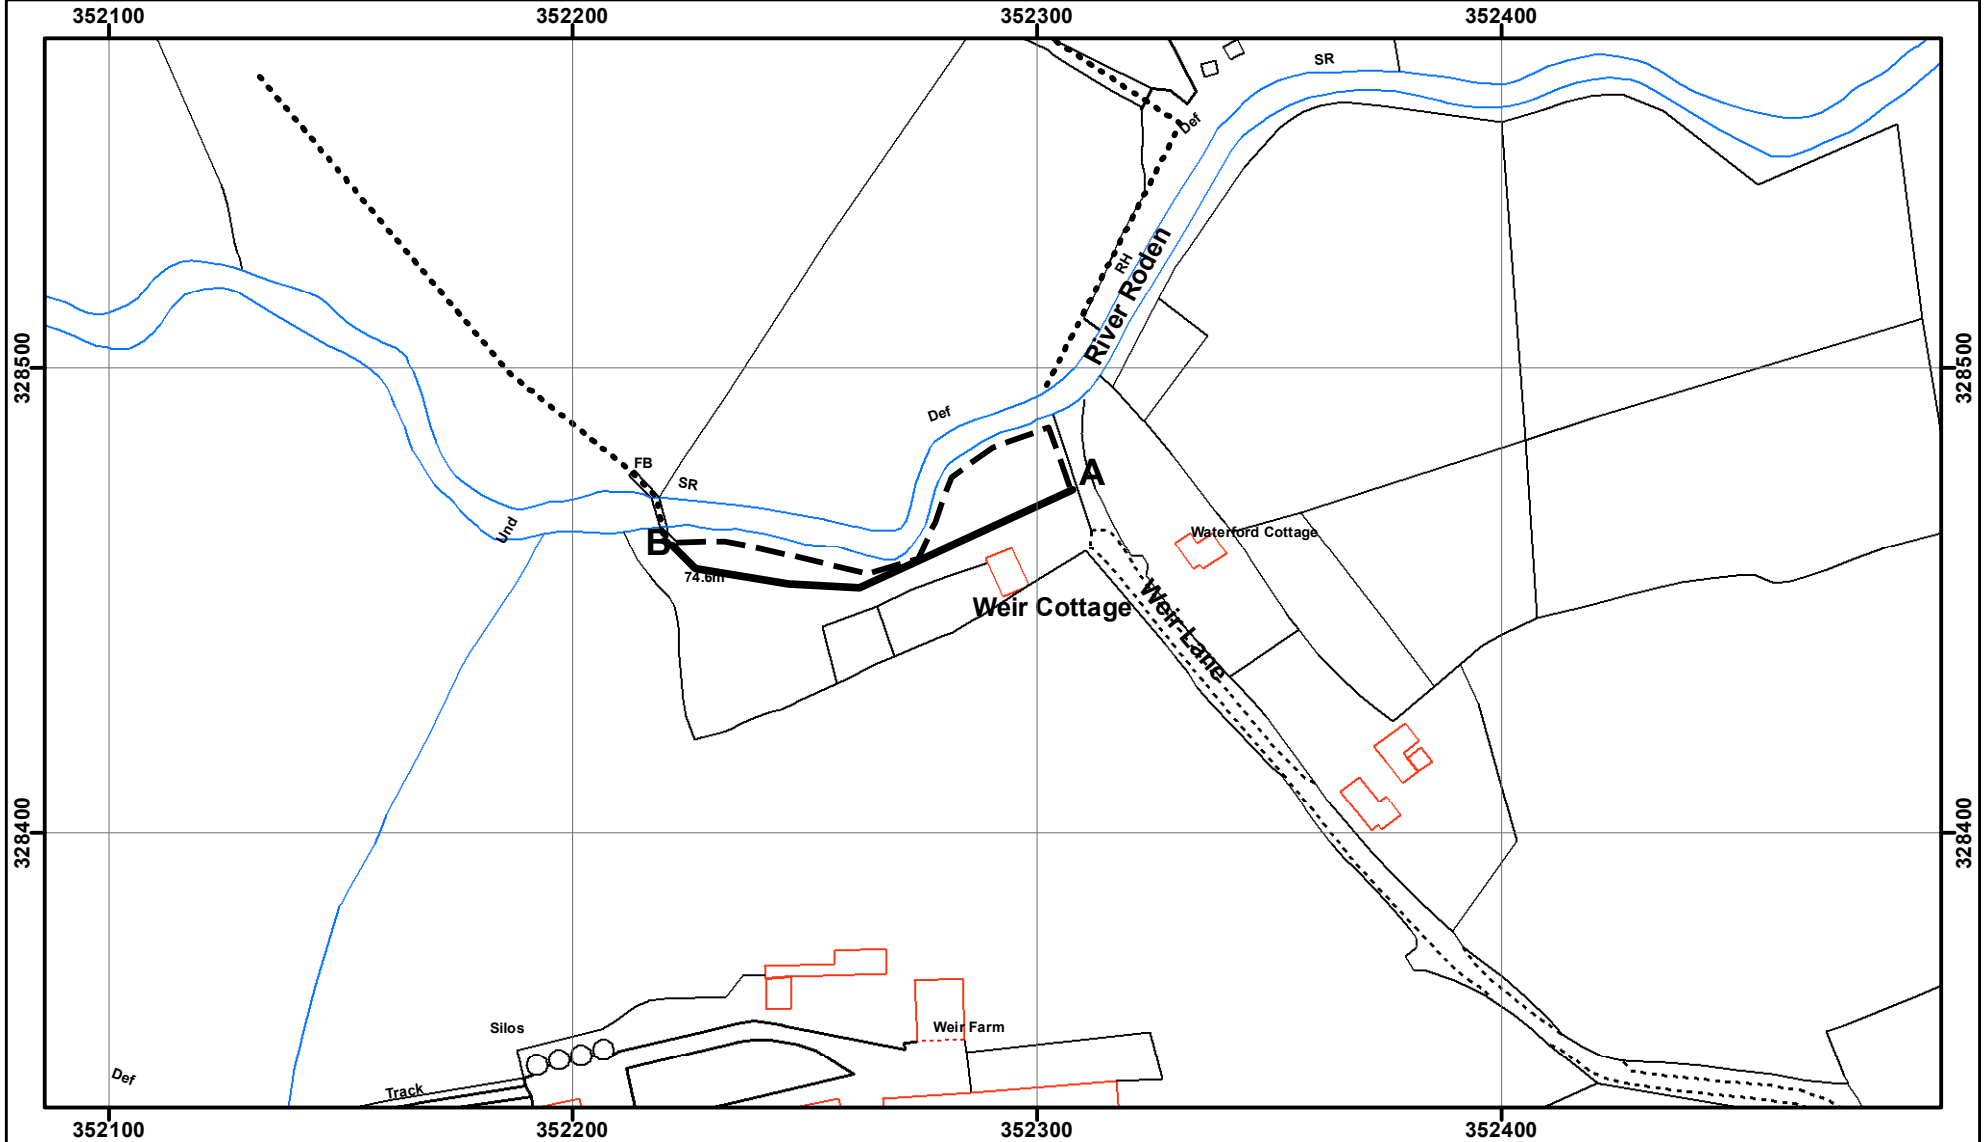 352100 352200 352300 352400
SR
Def
RH
River Roden
328500 328500
Def
FB
SR
A
Und
B
Waterford Cottage
74.6m
Weir Cottage
Weir Lane
328400 328400
Silos
Weir Farm
Def
Track
352100 352200 352300 352400